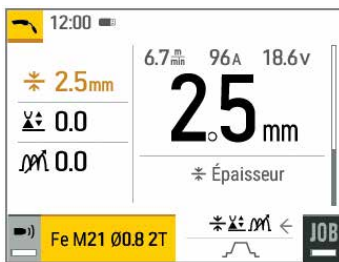 12:00
6.7 m/min 96A 18.6V
2.5mm
0.0
0.0
2.5 mm
Épaisseur
Fe M21 Ø0.8 2T
JOB